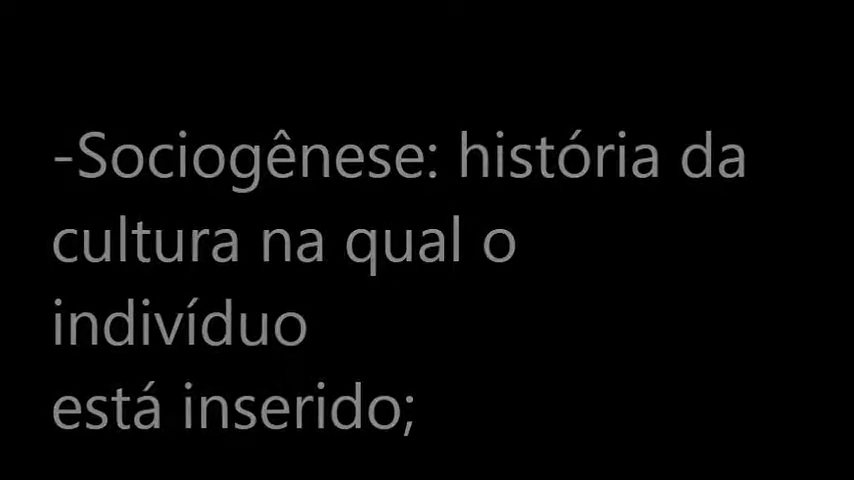 -Sociogênese: história da
cultura na qual o
indivíduo
está inserido;